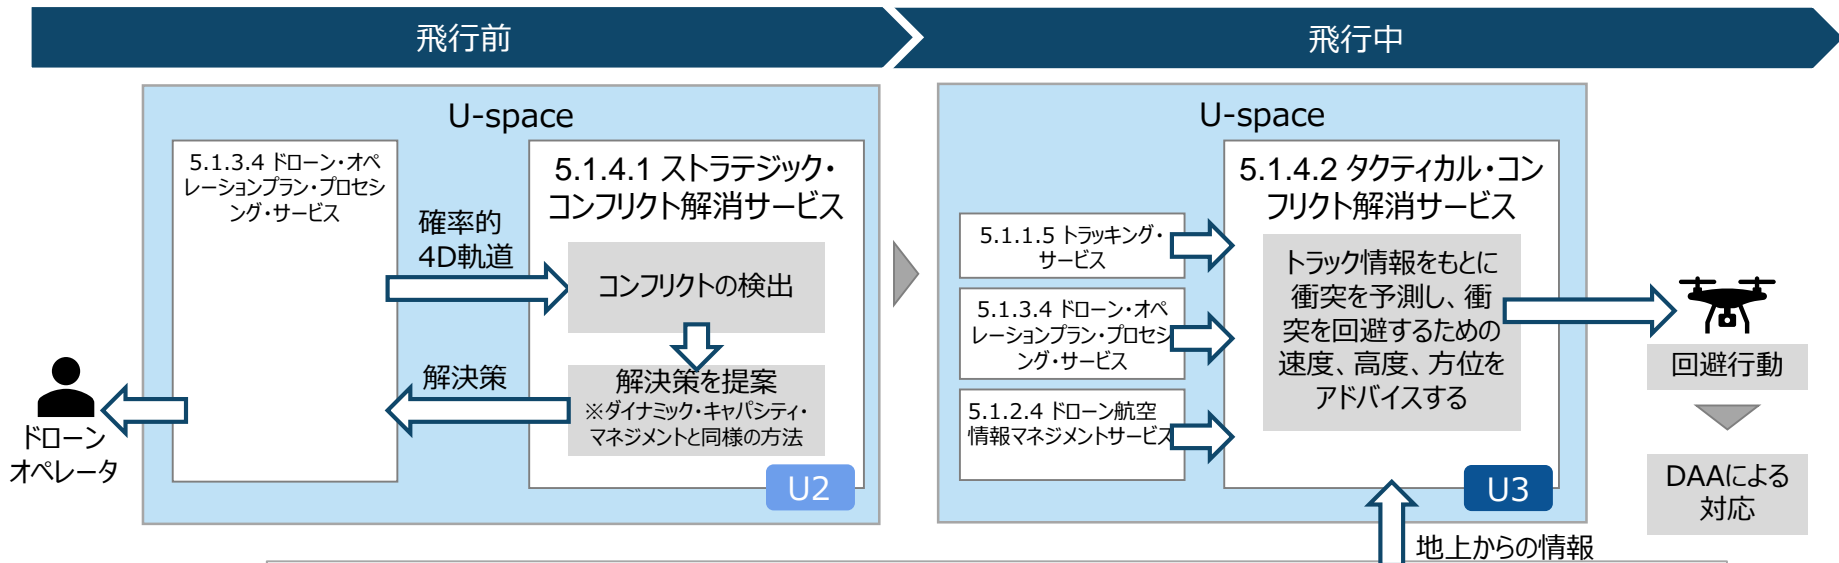 飛行前
飛行中
U-space
5.1.3.4 ドローン・オペ
レーションプラン・プロセシ
ング・サービス
確率的
4D軌道
5.1.4.1 ストラテジック・
コンフリクト解消サービス
コンフリクトの検出
解決策
解決策を提案
※ダイナミック・キャパシティ・
マネジメントと同様の方法
U2
ドローン
オペレータ
U-space
5.1.1.5 トラッキング・
サービス
5.1.3.4 ドローン・オペ
レーションプラン・プロセシ
ング・サービス
5.1.2.4 ドローン航空
情報マネジメントサービス
5.1.4.2 タクティカル・コン
フリクト解消サービス
トラック情報をもとに
衝突を予測し、衝
突を回避するための
速度、高度、方位を
アドバイスする
U3
地上からの情報
回避行動
DAAによる
対応